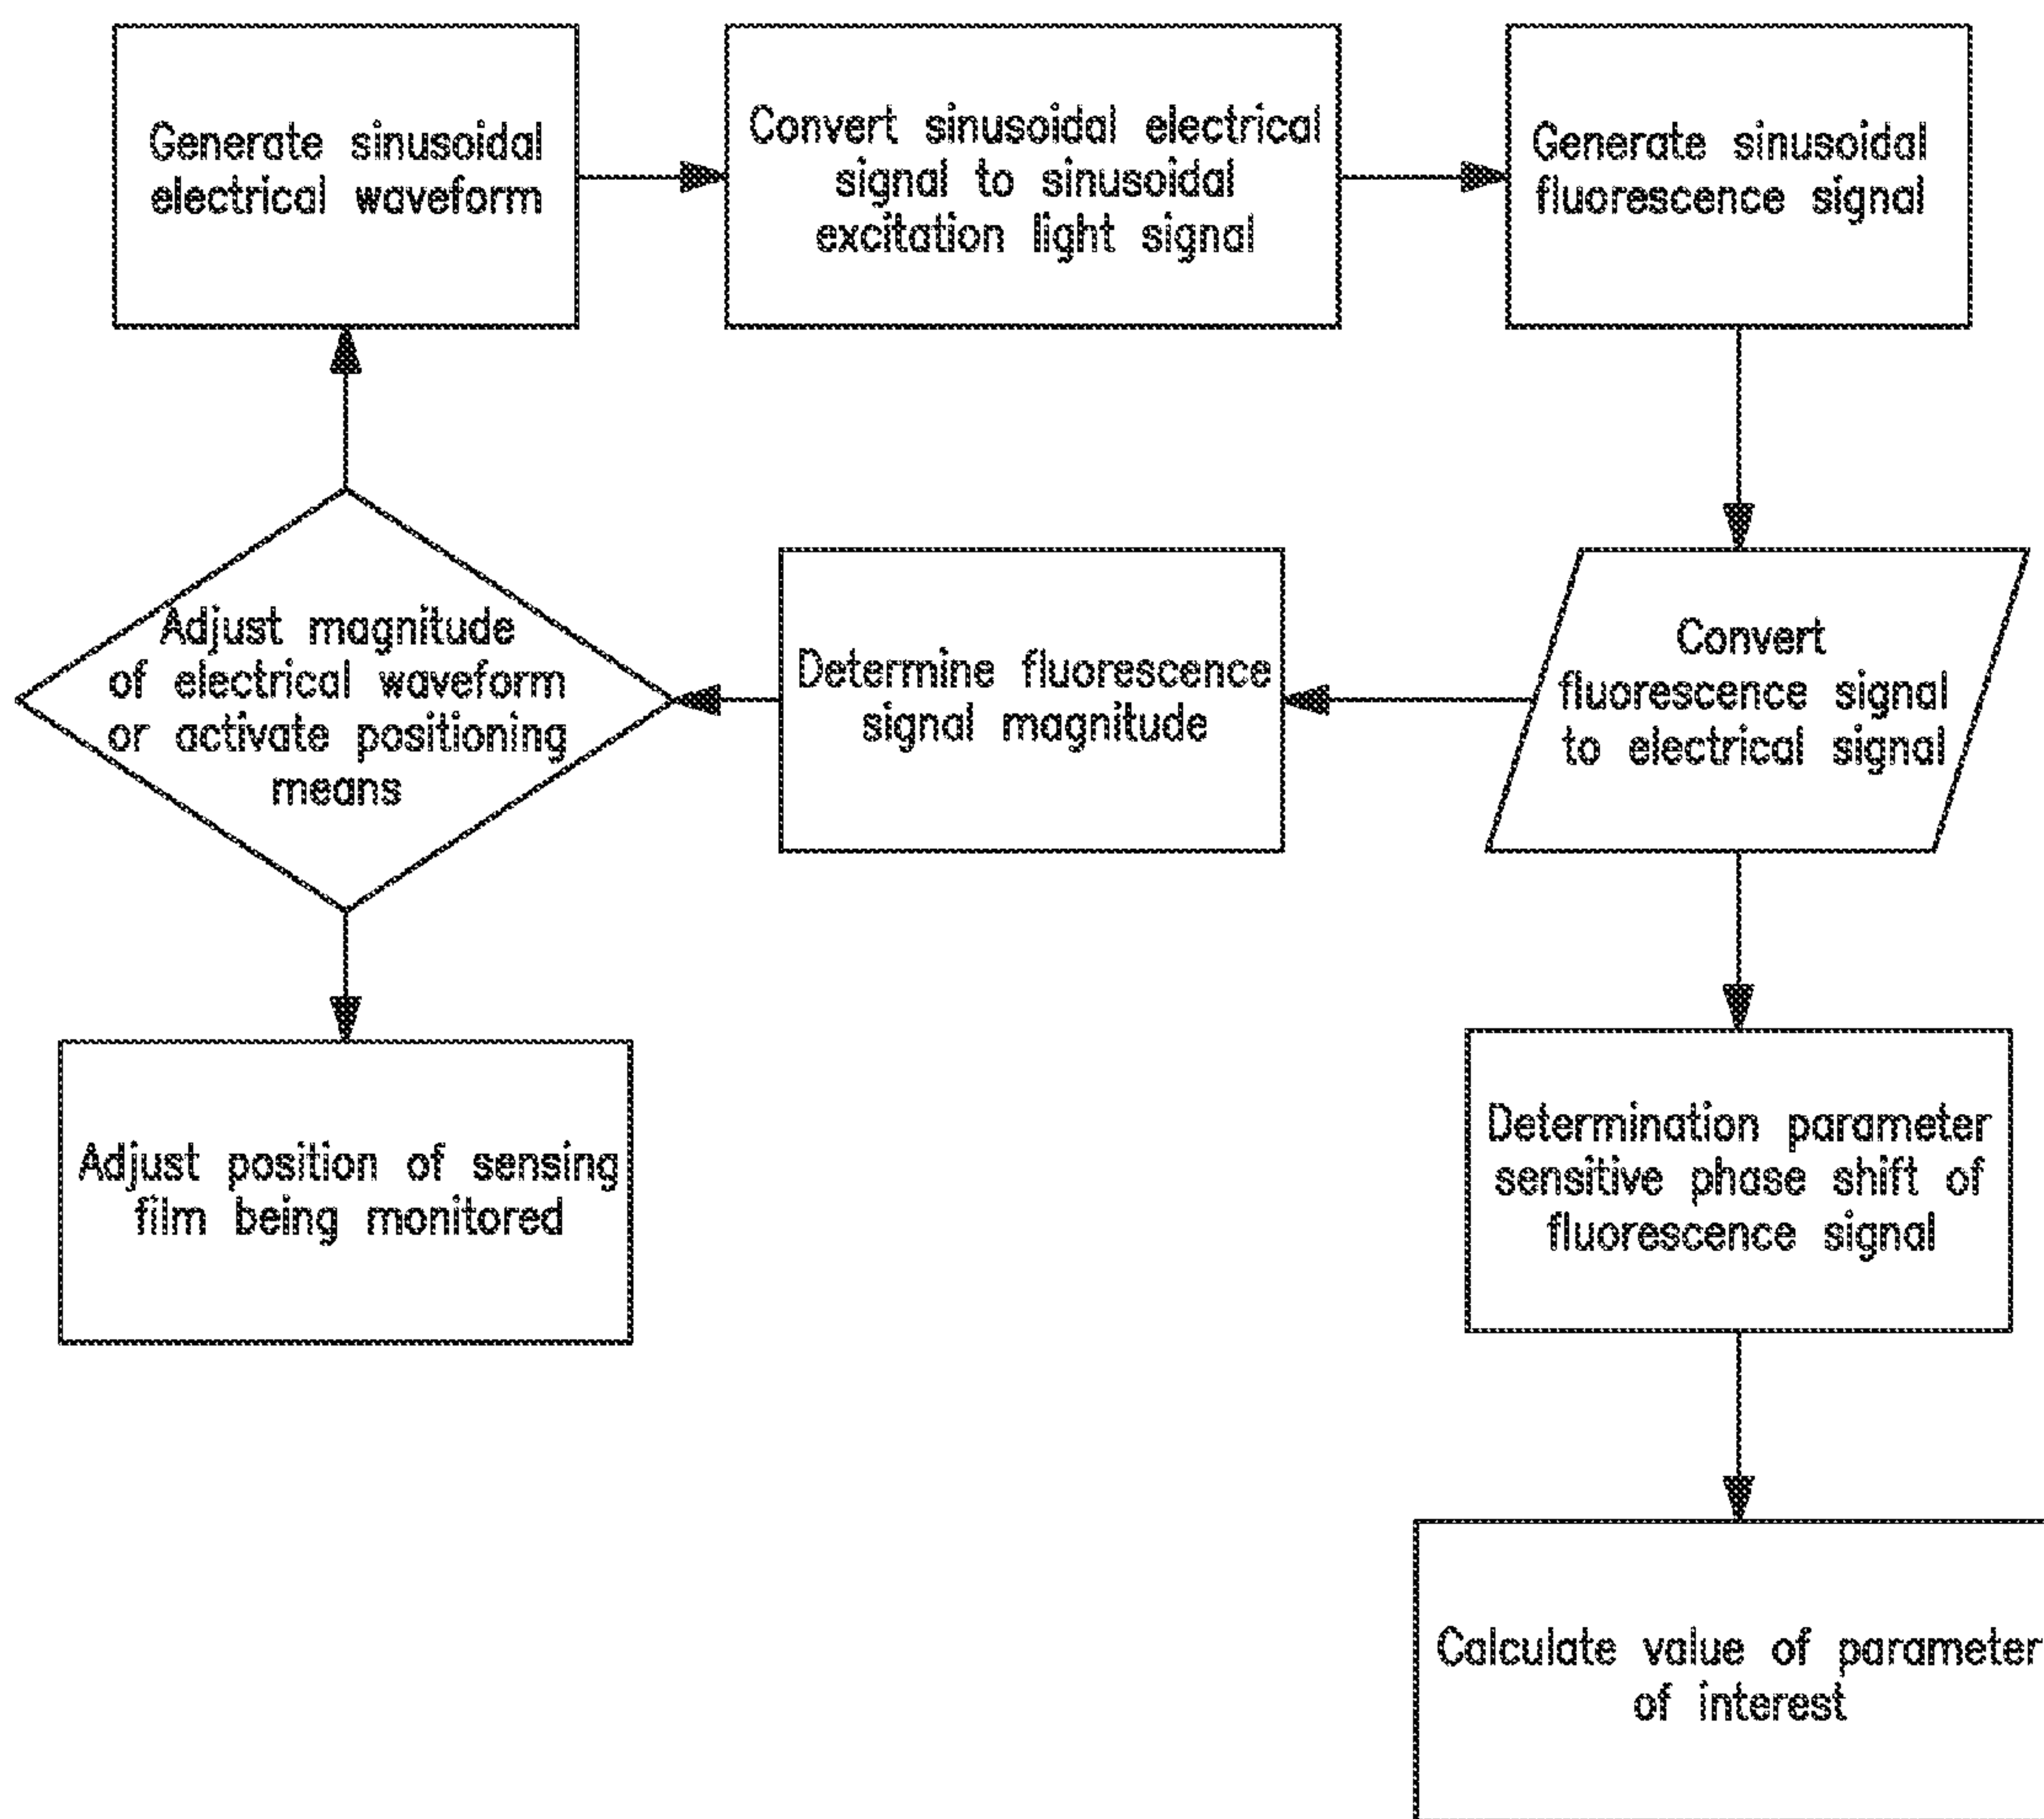 Generate sinusoidal
electrical waveform
Convert sinusoidal electrical
signal to sinusoidal
excitation light signal
Generate sinusoidal
fluorescence signal
Adjust magnitude
of electrical waveform
or activate positioning
means
Determine fluorescence
signal magnitude
Convert
fluorescence signal
to electrical signal
Adjust position of sensing
film being monitored
Determination parameter
sensitive phase shift of
fluorescence signal
Calculate value of parameter
of interest